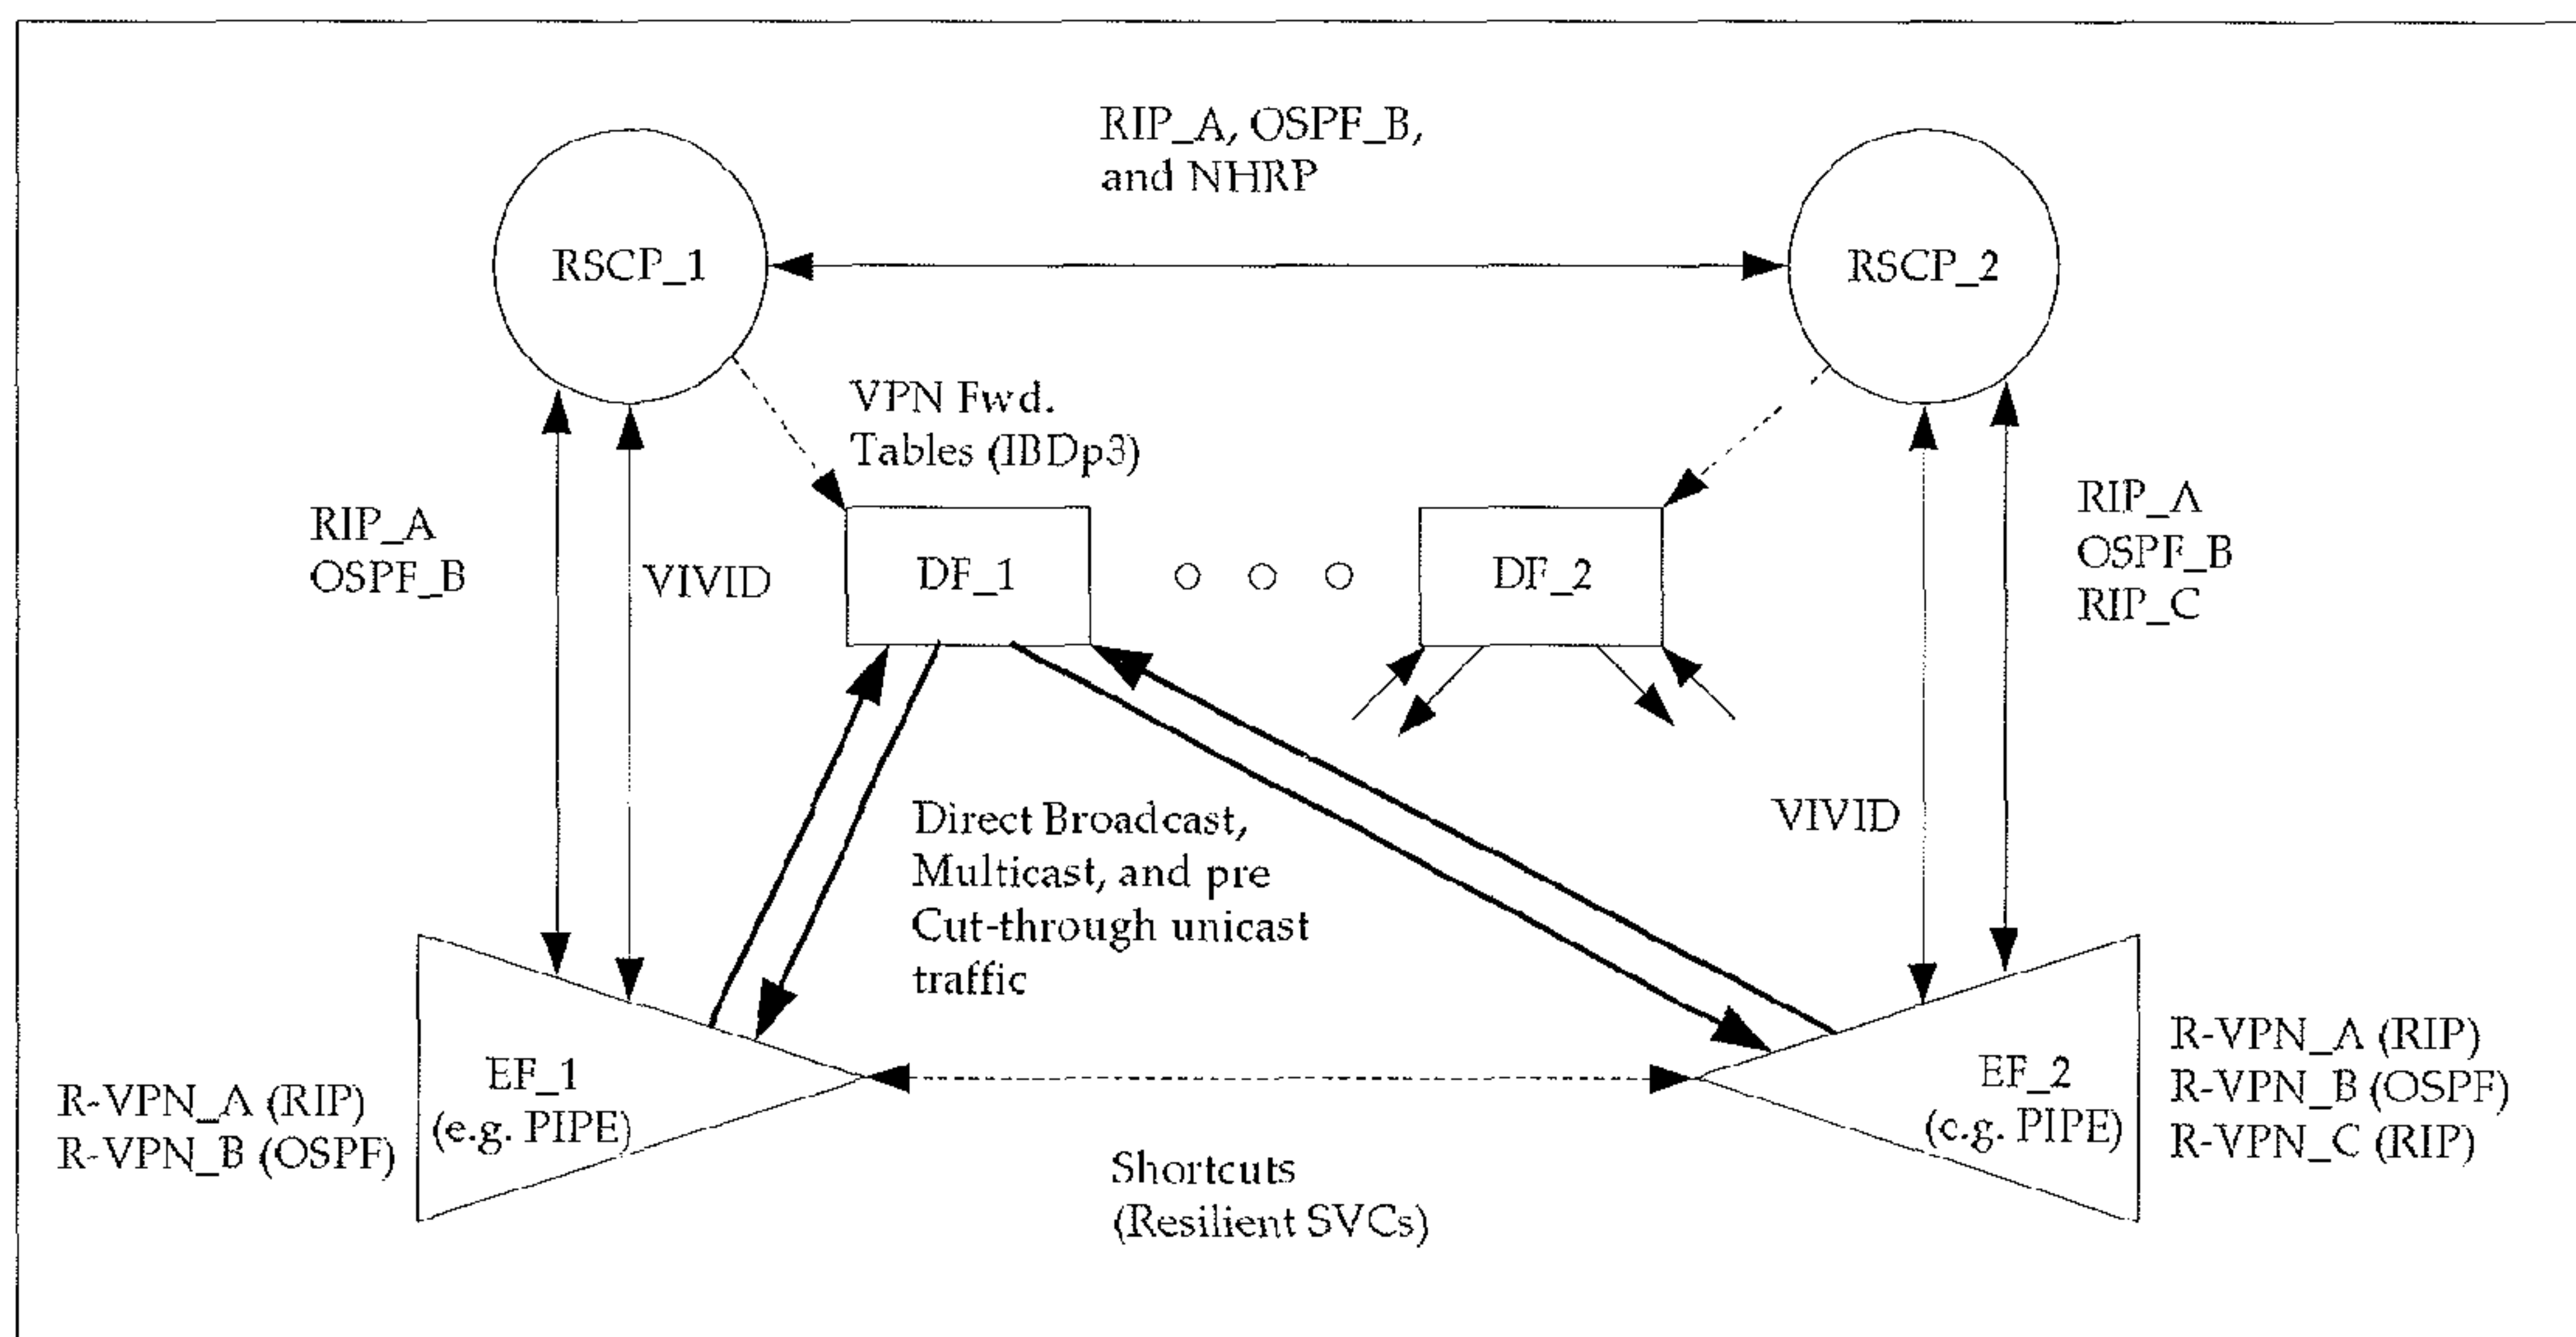 RIP_A, OSPF_B,
and NHRP
RSCP_1
RSCP_2
VPN Fwd.
Tables (IBDp3)
RIP_A
OSPF_B
VIVID
DF_1
DF_2
RIP_A
OSPF_B
RIP_C
Direct Broadcast,
Multicast, and pre
Cut-through unicast
traffic
VIVID
EF_1
(e.g. PIPE)
R-VPN_A (RIP)
R-VPN_B (OSPF)
EF_2
(e.g. PIPE)
R-VPN_A (RIP)
R-VPN_B (OSPF)
R-VPN_C (RIP)
Shortcuts
(Resilient SVCs)